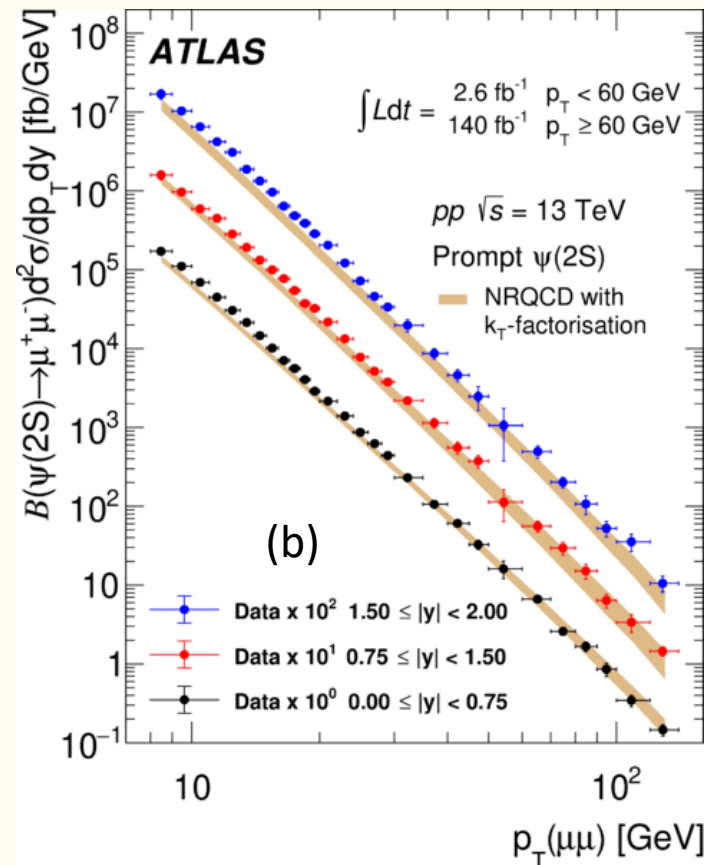 ATLAS
∫Ldt = 2.6 fb⁻¹ p_T < 60 GeV
140 fb⁻¹ p_T ≥ 60 GeV
pp √s = 13 TeV
Prompt ψ(2S)
NRQCD with
k_T-factorisation
B(ψ(2S)→μ⁺μ⁻)d²σ/dp_T dy [fb/GeV]
10⁸
10⁷
10⁶
10⁵
10⁴
10³
10²
10
1
10⁻¹
(b)
Data x 10² 1.50 ≤ |y| < 2.00
Data x 10¹ 0.75 ≤ |y| < 1.50
Data x 10⁰ 0.00 ≤ |y| < 0.75
10 10²
p_T(μμ) [GeV]